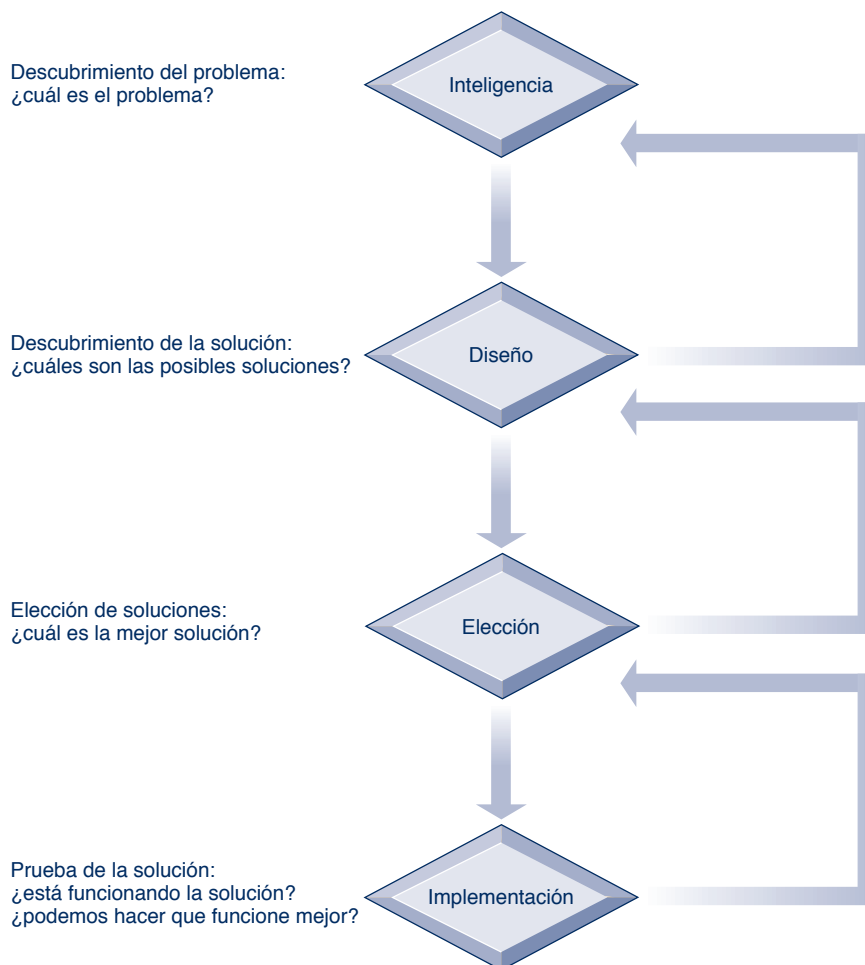 Descubrimiento del problema:
¿cuál es el problema?
Inteligencia
Descubrimiento de la solución:
¿cuáles son las posibles soluciones?
Diseño
Elección de soluciones:
¿cuál es la mejor solución?
Elección
Prueba de la solución:
¿está funcionando la solución?
¿podemos hacer que funcione mejor?
Implementación